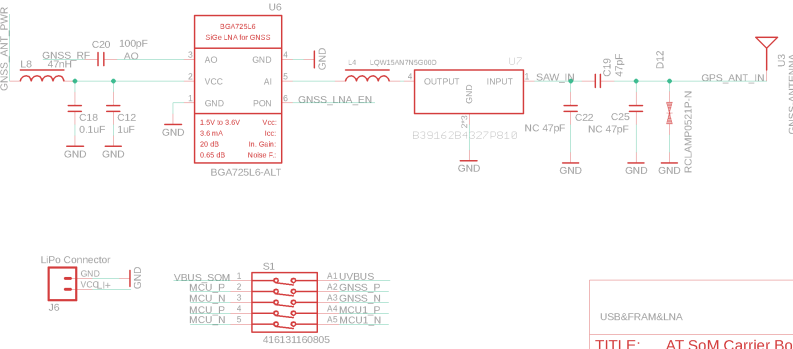 GNSS_ANT_PWR
U6
BGA725L6
SiGe LNA for GNSS
C20
100pF
GNSS_RF
AO
L8
47nH
3 AO
GND 4
GND
2 VCC
AI 5
1 GND
PON 6
GNSS_LNA_EN
GND
C18
0.1uF
C12
1uF
GND
GND
1.5V to 3.6V Vcc:
3.6 mA Icc:
20 dB In. Gain:
0.65 dB Noise F.:
BGA725L6-ALT
L4
LQW15AN7N5G00D
U7
4
OUTPUT
INPUT
1
GND
2*3
B39162B4327P810
GND
SAW_IN
C19
47pF
D12
GPS_ANT_IN
U3
C22
NC 47pF
C25
NC 47pF
RCLAMP0521P-N
GND
GND
GND
LiPo Connector
GND
VCC_I+
GND
J6
S1
VBUS_SOM 1
A1 UVBUS
MCU_P 2
A2 GNSS_P
MCU_N 3
A3 GNSS_N
MCU_P 4
A4 MCU1_P
MCU_N 5
A5 MCU1_N
416131160805
USB&FRAM&LNA
TITLE: AT SoM Carrier Bo